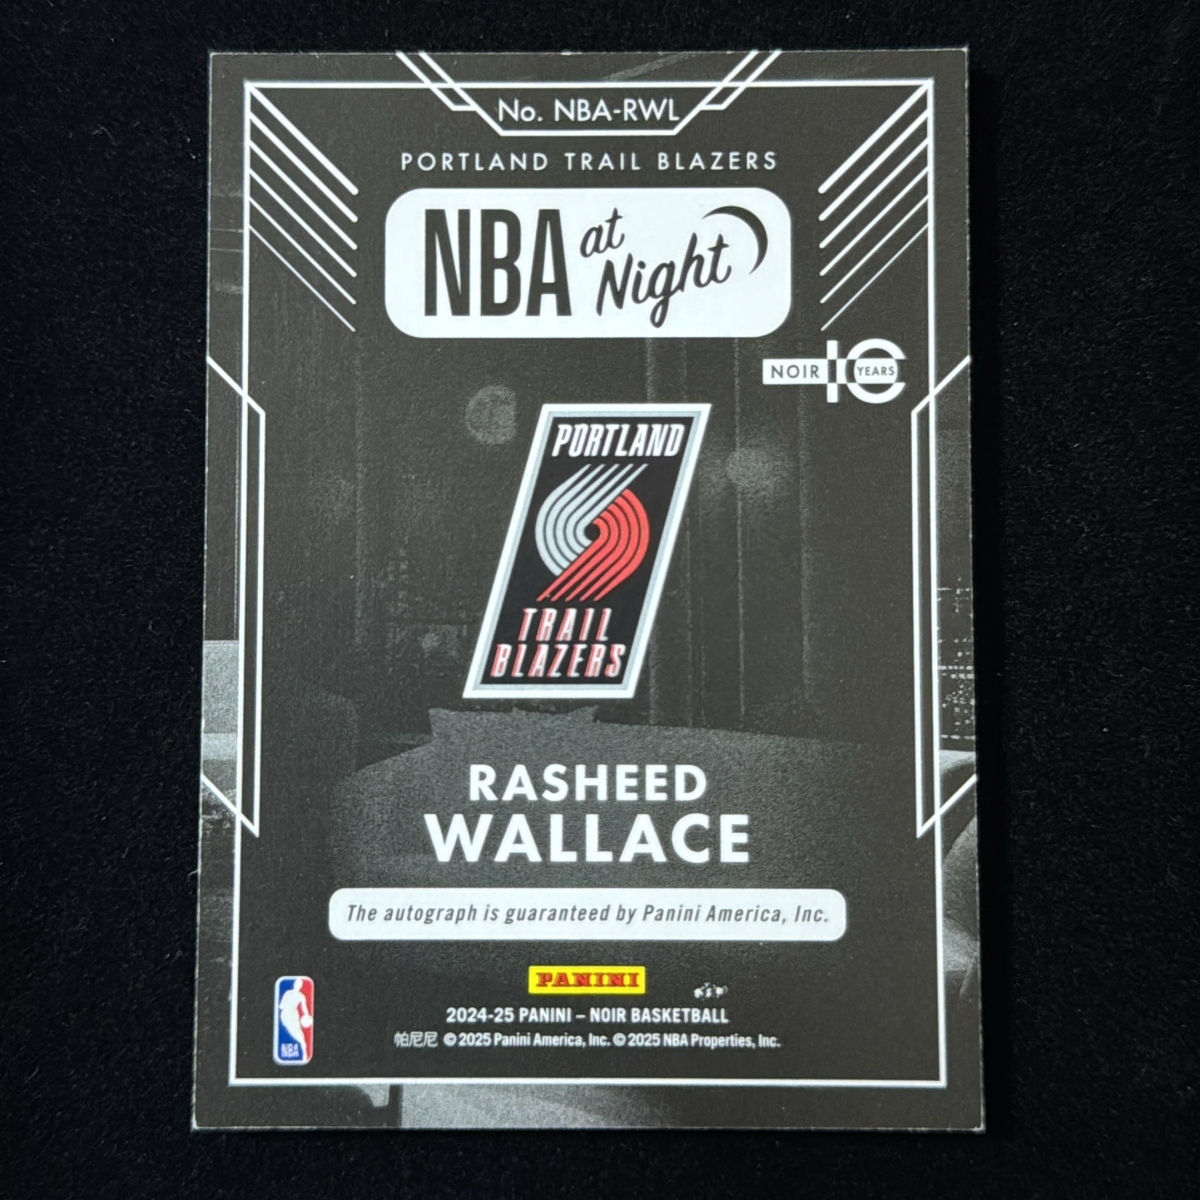 No. NBA-RWL
PORTLAND TRAIL BLAZERS
NBA at Night
NOIR 10 YEARS
PORTLAND
TRAIL
BLAZERS
RASHEED
WALLACE
The autograph is guaranteed by Panini America, Inc.
PANINI
2024-25 PANINI – NOIR BASKETBALL
帕尼尼 © 2025 Panini America, Inc. © 2025 NBA Properties, Inc.
NBA